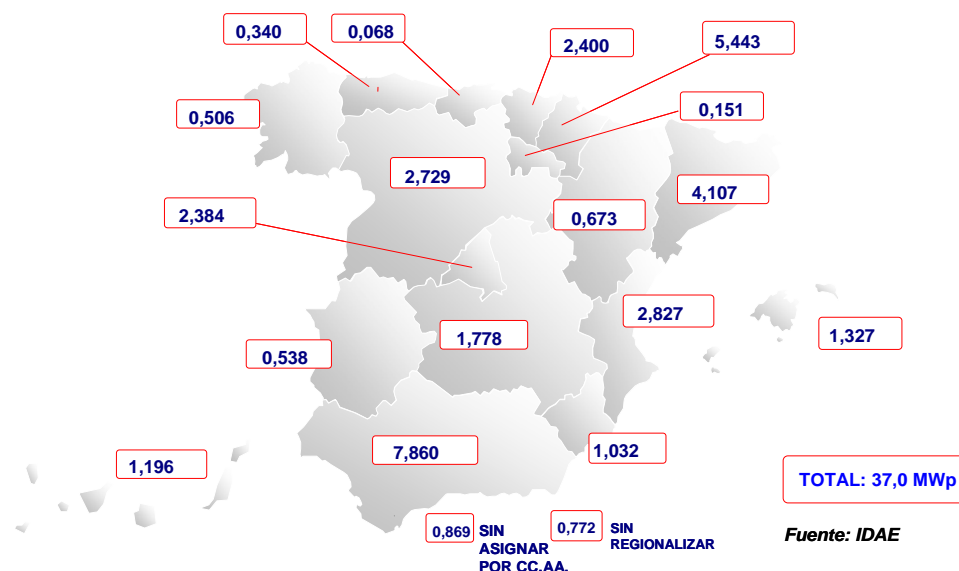 0,340
0,068
2,400
5,443
0,506
0,151
2,729
4,107
2,384
0,673
2,827
1,778
1,327
0,538
7,860
1,032
1,196
TOTAL: 37,0 MWp
0,869 SIN
ASIGNAR
POR CC.AA.
0,772 SIN
REGIONALIZAR
Fuente: IDAE